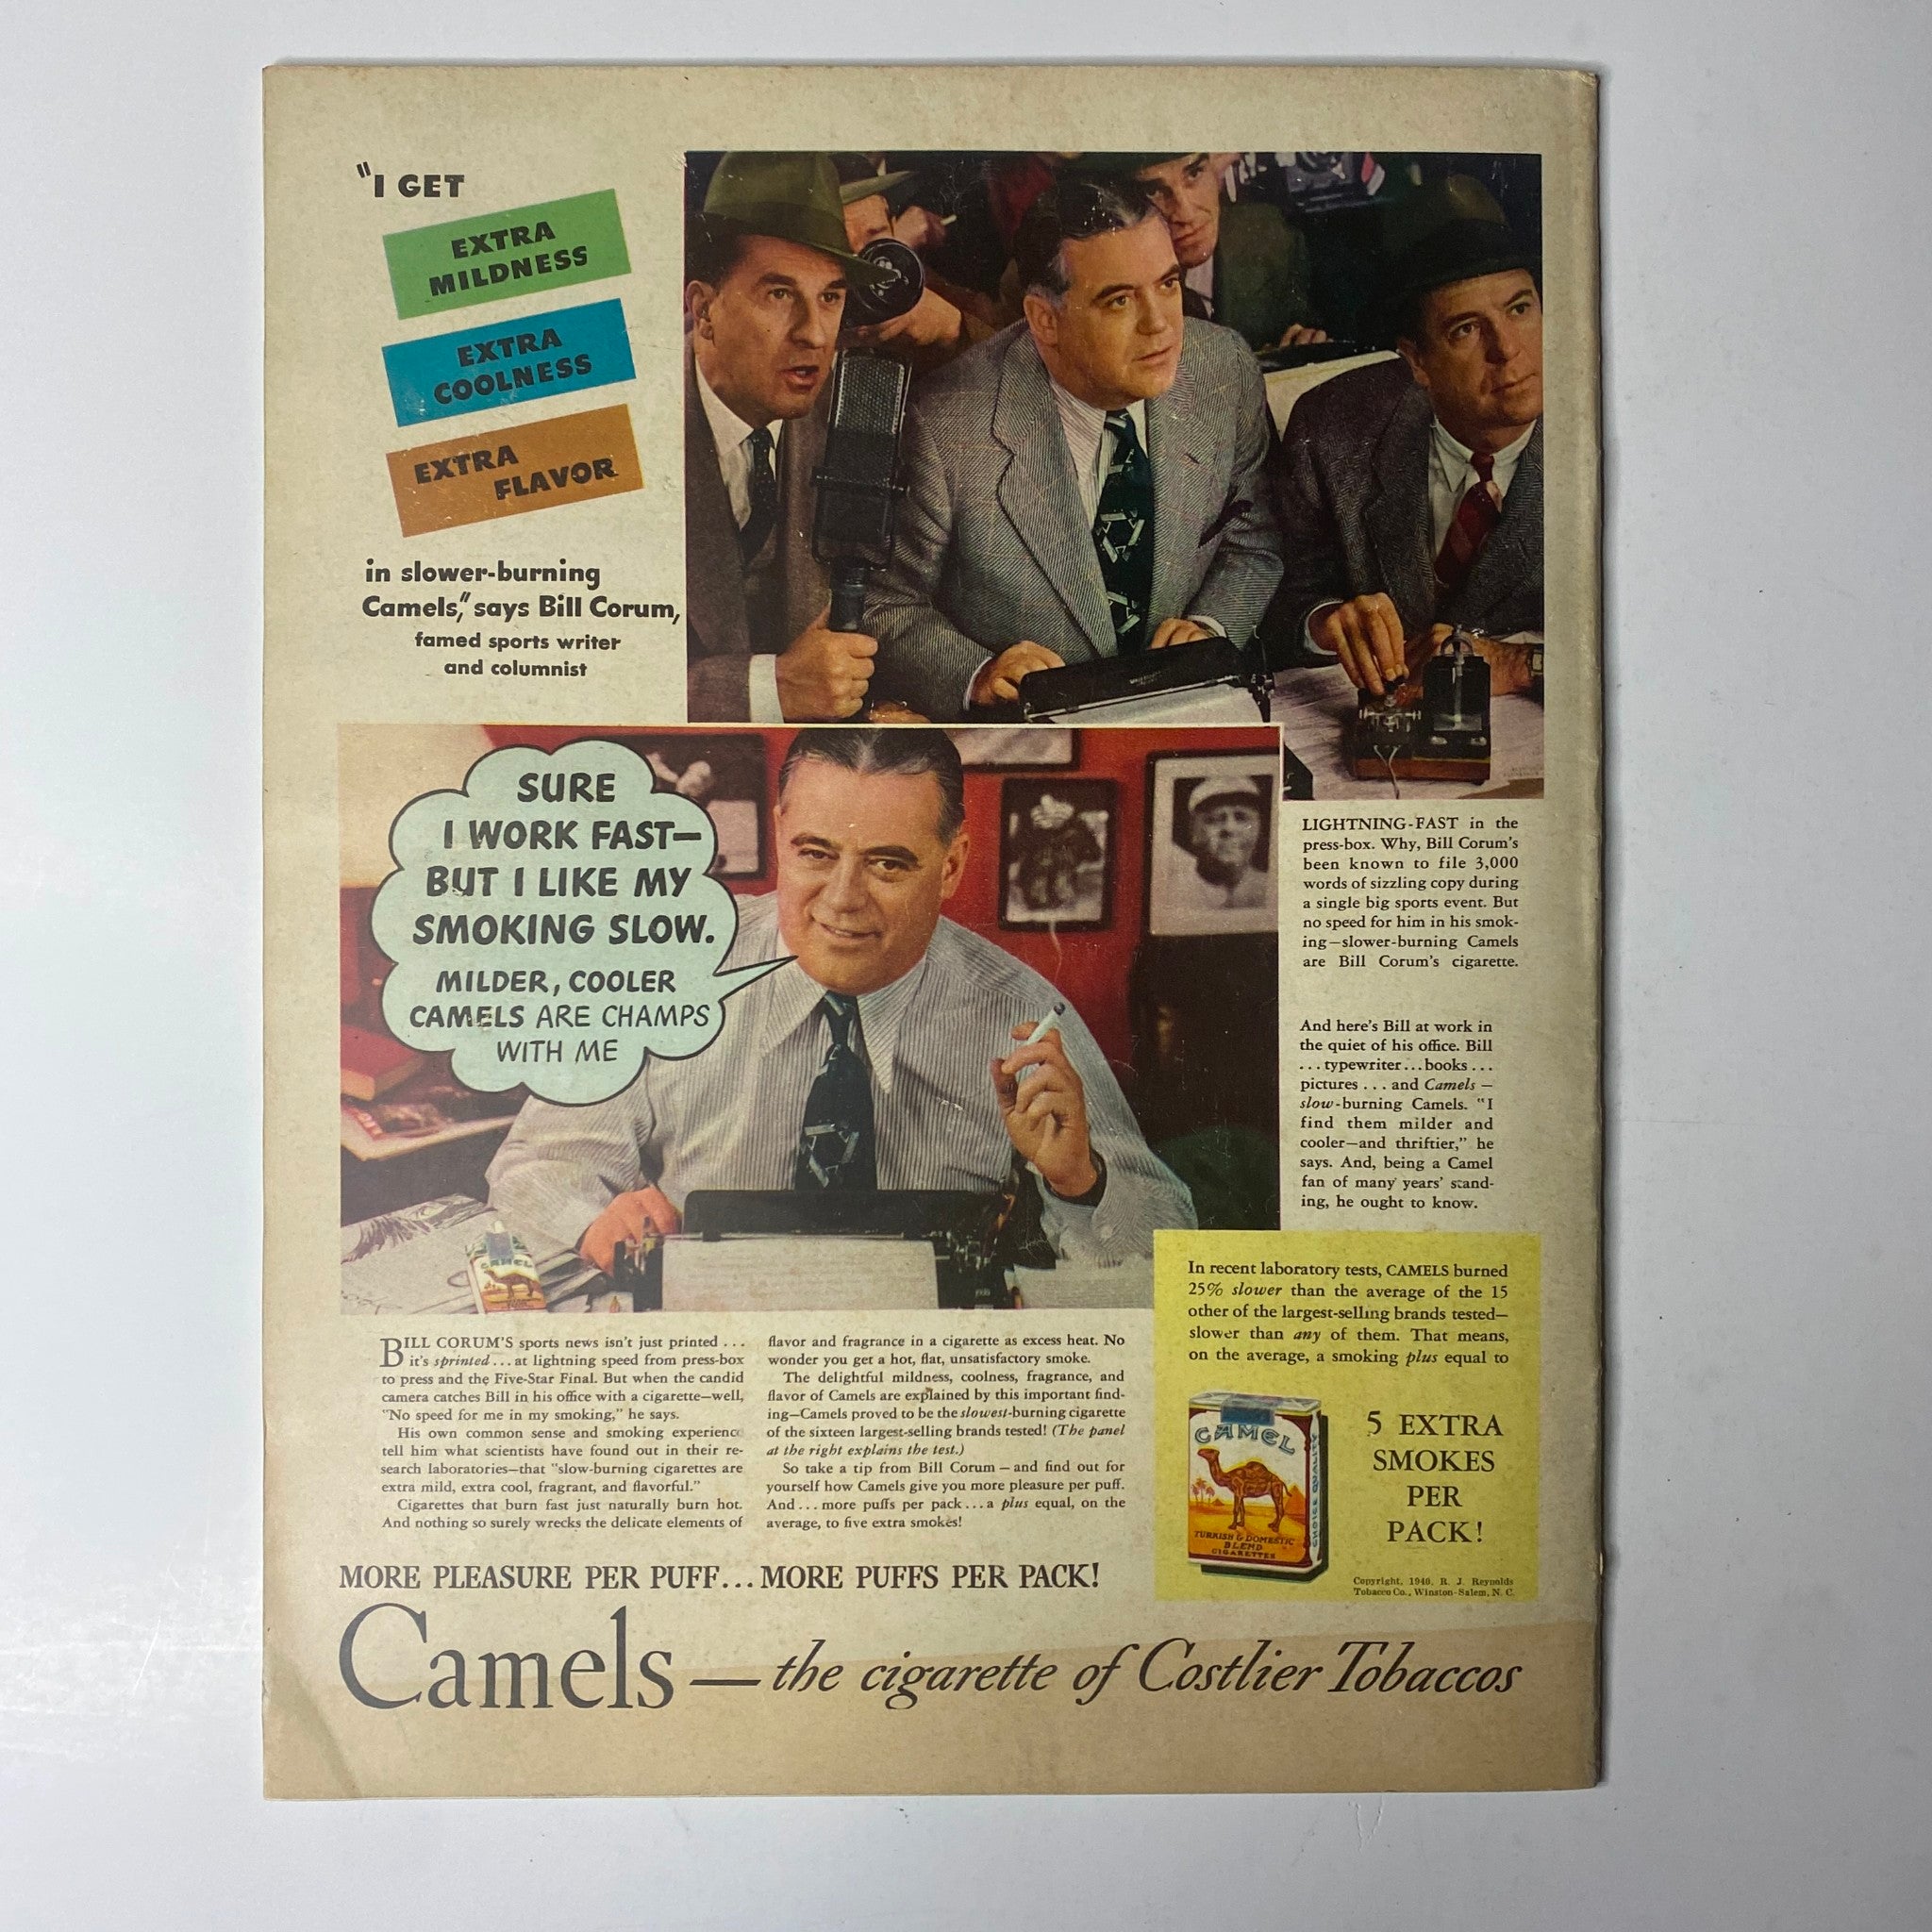 "I GET
EXTRA
MILDNESS
EXTRA
COOLNESS
EXTRA
FLAVOR
in slower-burning
Camels," says Bill Corum,
famed sports writer
and columnist
SURE
I WORK FAST—
BUT I LIKE MY
SMOKING SLOW.
MILDER, COOLER
CAMELS ARE CHAMPS
WITH ME
LIGHTNING-FAST in the
press-box. Why, Bill Corum's
been known to file 3,000
words of sizzling copy during
a single big sports event. But
no speed for him in his smok-
ing—slower-burning Camels
are Bill Corum's cigarette.
And here's Bill at work in
the quiet of his office. Bill
...typewriter...books...
pictures...and Camels—
slow-burning Camels. "I
find them milder and
cooler—and thriftier," he
says. And, being a Camel
fan of many years' stand-
ing, he ought to know.
CAMEL
BILL CORUM'S sports news isn't just printed...
it's sprinted...at lightning speed from press-box
to press and the Five-Star Final. But when the candid
camera catches Bill in his office with a cigarette—well,
"No speed for me in my smoking," he says.
His own common sense and smoking experience
tell him what scientists have found out in their re-
search laboratories—that "slow-burning cigarettes are
extra mild, extra cool, fragrant, and flavorful."
Cigarettes that burn fast just naturally burn hot.
And nothing so surely wrecks the delicate elements of
flavor and fragrance in a cigarette as excess heat. No
wonder you get a hot, flat, unsatisfactory smoke.
The delightful mildness, coolness, fragrance, and
flavor of Camels are explained by this important find-
ing—Camels proved to be the slowest-burning cigarette
of the sixteen largest-selling brands tested! (The panel
at the right explains the test.)
So take a tip from Bill Corum—and find out for
yourself how Camels give you more pleasure per puff.
And...more puffs per pack...a plus equal, on the
average, to five extra smokes!
In recent laboratory tests, CAMELS burned
25% slower than the average of the 15
other of the largest-selling brands tested—
slower than any of them. That means,
on the average, a smoking plus equal to
CAMEL
TURKISH & DOMESTIC
BLEND
CIGARETTES
CHOICE QUALITY
5 EXTRA
SMOKES
PER
PACK!
Copyright, 1940, R. J. Reynolds
Tobacco Co., Winston-Salem, N. C.
MORE PLEASURE PER PUFF...MORE PUFFS PER PACK!
Camels—the cigarette of Costlier Tobaccos